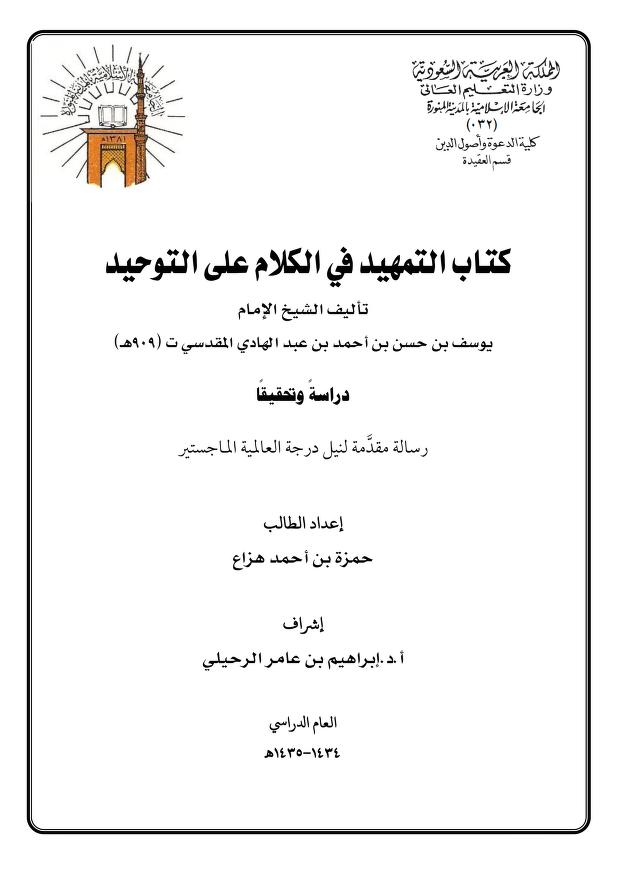 المملكة العربية السعودية
وزارة التعليم العالي
الجامعة الإسلامية بالمدينة المنورة
(٠٣٢)
كلية الدعوة وأصول الدين
قسم العقيدة
١٣٨١
كتاب التمهيد في الكلام على التوحيد
تأليف الشيخ الإمام
يوسف بن حسن بن أحمد بن عبد الهادي المقدسي ت (٩٠٩هـ)
دراسةً وتحقيقًا
رسالة مقدَّمة لنيل درجة العالمية الماجستير
إعداد الطالب
حمزة بن أحمد هزاع
إشراف
أ.د.إبراهيم بن عامر الرحيلي
العام الدراسي
١٤٣٤-١٤٣٥هـ